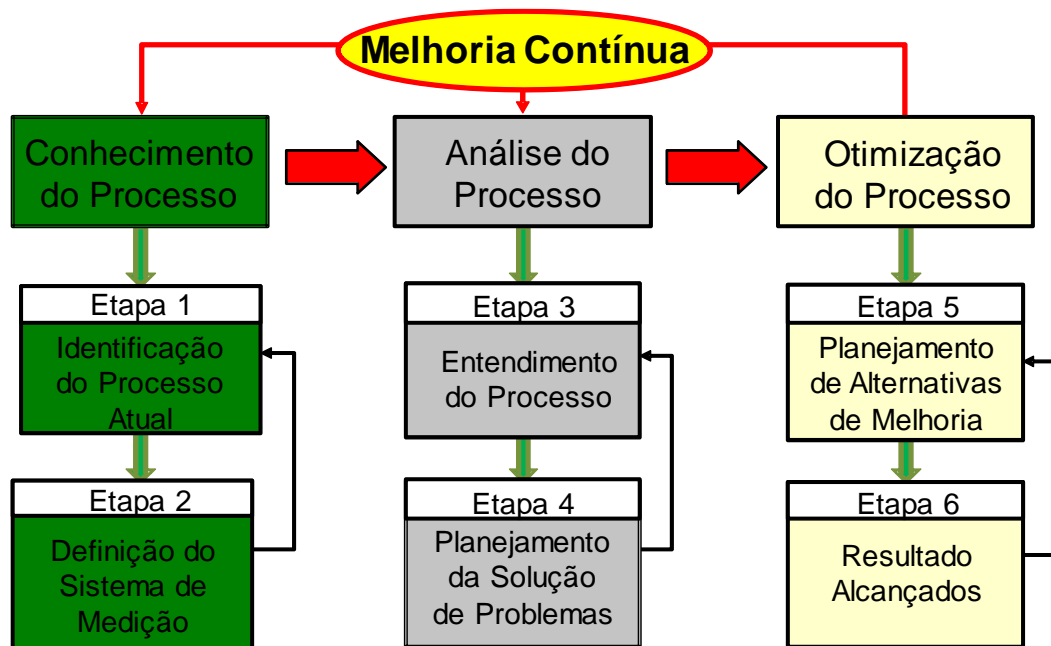 Melhoria Contínua
Conhecimento
do Processo
Análise do
Processo
Otimização
do Processo
Etapa 1
Identificação
do Processo
Atual
Etapa 3
Entendimento
do Processo
Etapa 5
Planejamento
de Alternativas
de Melhoria
Etapa 2
Definição do
Sistema de
Medição
Etapa 4
Planejamento
da Solução
de Problemas
Etapa 6
Resultado
Alcançados